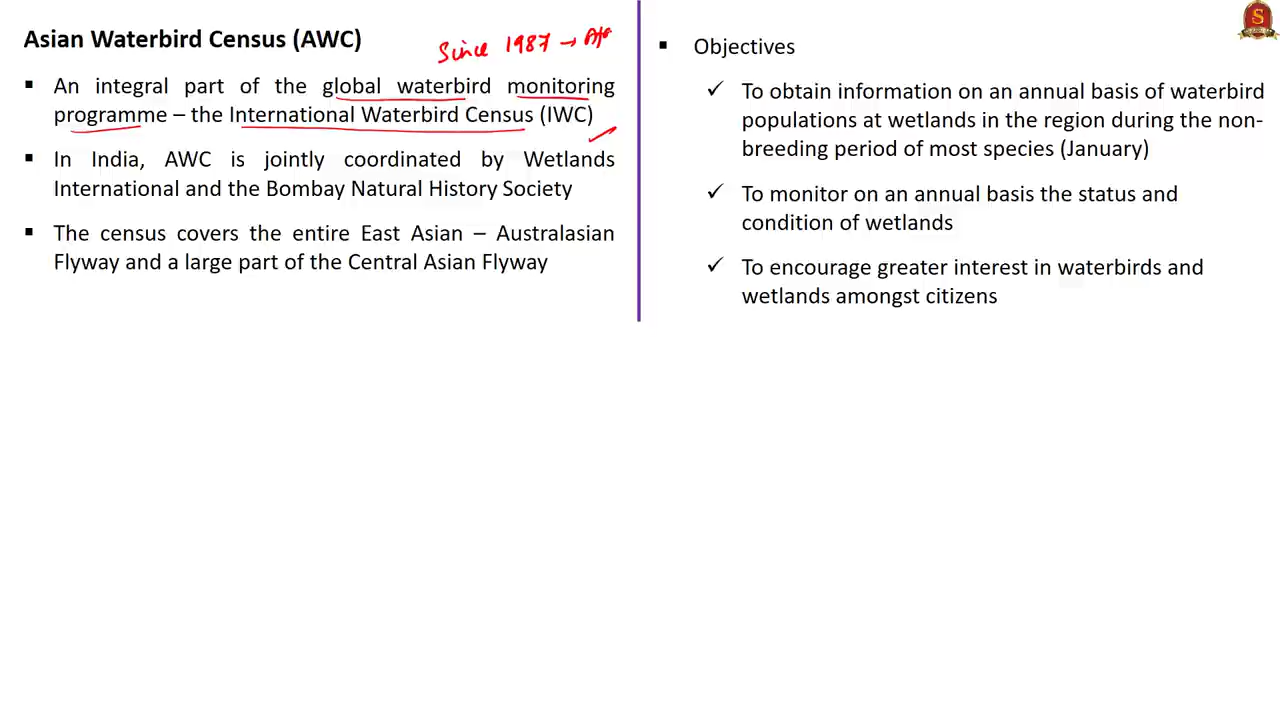 Asian Waterbird Census (AWC)
Since 1987 →
▪ An integral part of the global waterbird monitoring
programme – the International Waterbird Census (IWC)
▪ In India, AWC is jointly coordinated by Wetlands
International and the Bombay Natural History Society
▪ The census covers the entire East Asian – Australasian
Flyway and a large part of the Central Asian Flyway
▪ Objectives
✓ To obtain information on an annual basis of waterbird
populations at wetlands in the region during the non-
breeding period of most species (January)
✓ To monitor on an annual basis the status and
condition of wetlands
✓ To encourage greater interest in waterbirds and
wetlands amongst citizens
S